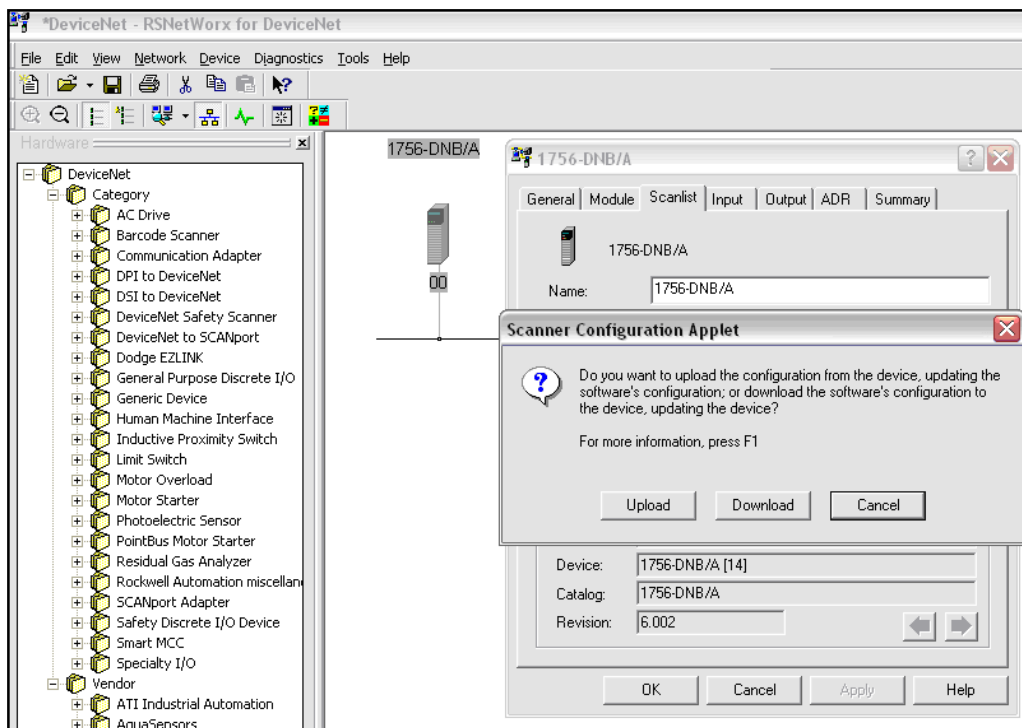 *DeviceNet - RSNetWorx for DeviceNet
File Edit View Network Device Diagnostics Tools Help
Hardware
DeviceNet
Category
AC Drive
Barcode Scanner
Communication Adapter
DPI to DeviceNet
DSI to DeviceNet
DeviceNet Safety Scanner
DeviceNet to SCANport
Dodge EZLINK
General Purpose Discrete I/O
Generic Device
Human Machine Interface
Inductive Proximity Switch
Limit Switch
Motor Overload
Motor Starter
Photoelectric Sensor
PointBus Motor Starter
Residual Gas Analyzer
Rockwell Automation miscellan
SCANport Adapter
Safety Discrete I/O Device
Smart MCC
Specialty I/O
Vendor
ATI Industrial Automation
AquaSensors
1756-DNB/A
00
1756-DNB/A
General Module Scanlist Input Output ADR Summary
1756-DNB/A
Name: 1756-DNB/A
Scanner Configuration Applet
Do you want to upload the configuration from the device, updating the
software's configuration; or download the software's configuration to
the device, updating the device?
For more information, press F1
Upload Download Cancel
Device: 1756-DNB/A [14]
Catalog: 1756-DNB/A
Revision: 6.002
OK Cancel Apply Help